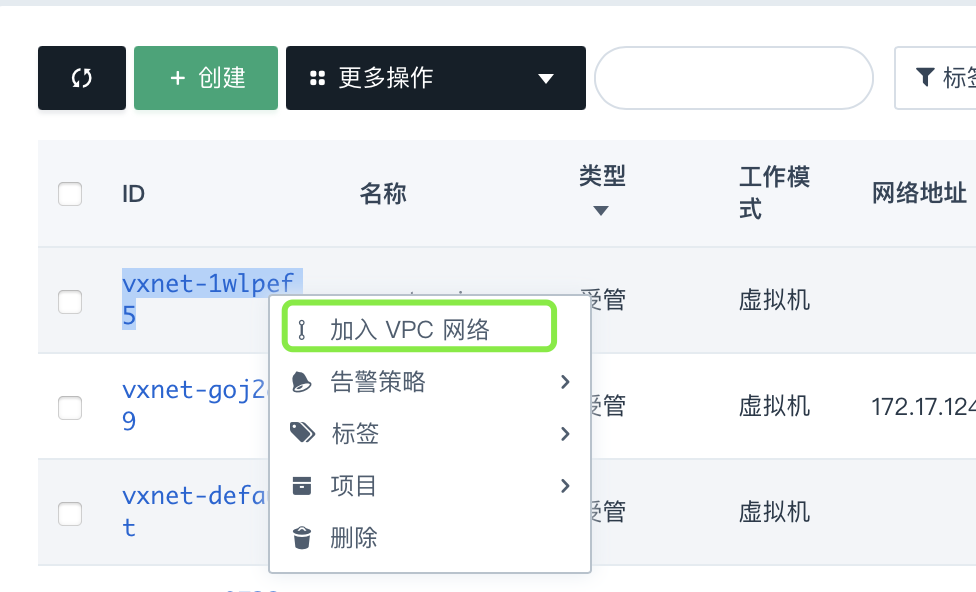 + 创建
更多操作
标签
ID
名称
类型
工作模
式
网络地址
vxnet-1wlpef
5
受管
虚拟机
加入 VPC 网络
告警策略
vxnet-goj2
9
受管
虚拟机
172.17.124
标签
项目
vxnet-defa
t
受管
虚拟机
删除